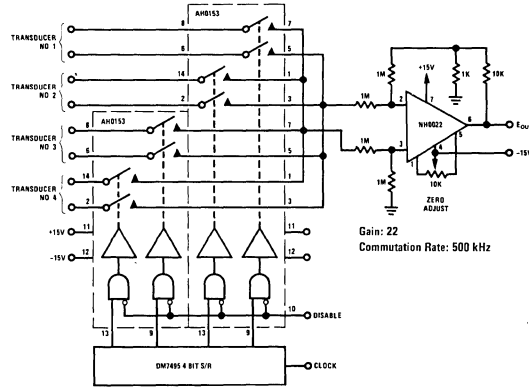 AH0153
TRANSDUCER
NO 1
8
7
6
5
TRANSDUCER
NO 2
14
1
2
3
AH0153
TRANSDUCER
NO 3
8
7
6
5
TRANSDUCER
NO 4
14
1
2
3
+15V
11
11
-15V
12
12
10
DISABLE
13
9
13
9
DM7495 4 BIT S/R
CLOCK
1M
1M
1K
10K
+15V
7
2
NH0022
6
EOUT
5
1M
3
4
-15V
1M
1
10K
ZERO
ADJUST
Gain: 22
Commutation Rate: 500 kHz